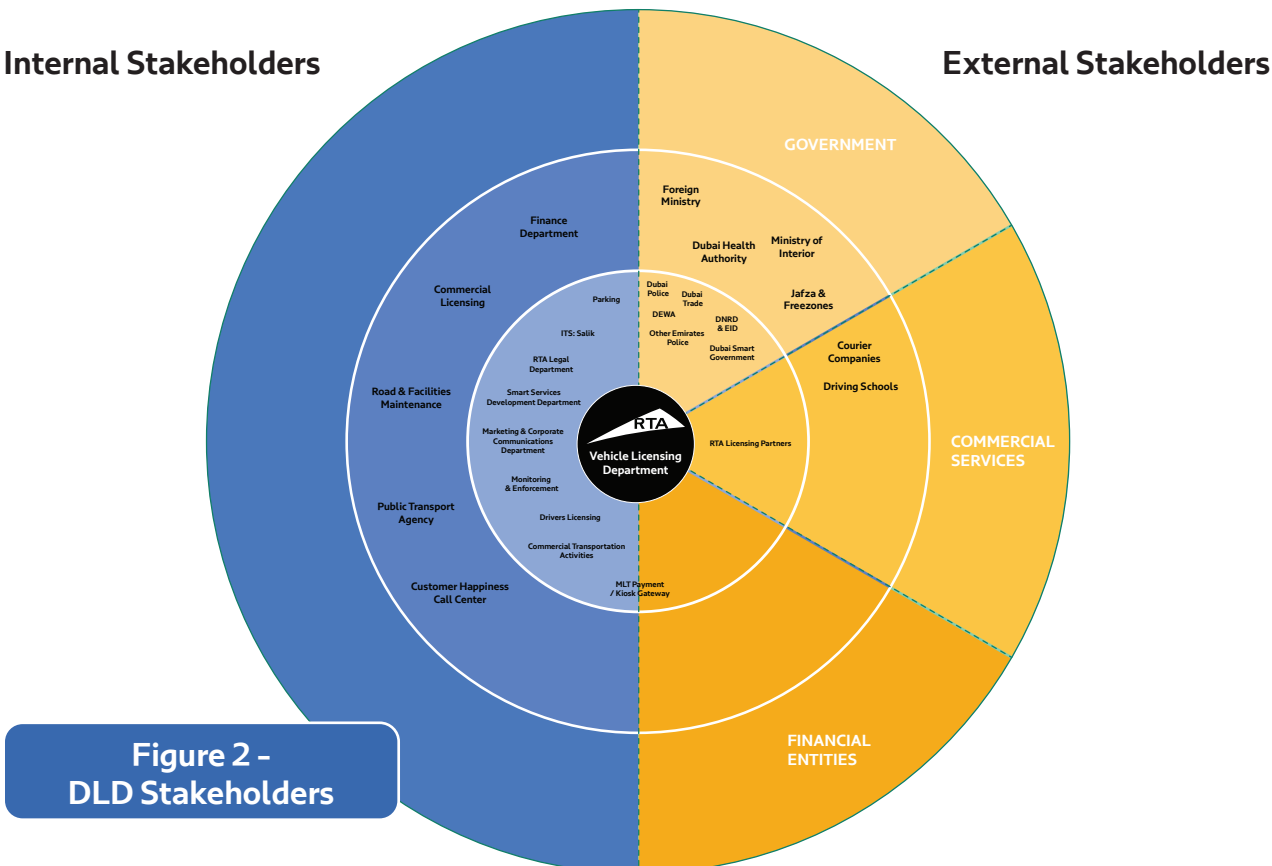 Internal Stakeholders
External Stakeholders
GOVERNMENT
Foreign
Ministry
Dubai Health
Authority
Ministry of
Interior
Jafza &
Freezones
Dubai
Police
Dubai
Trade
DEWA
DNRD
& EID
Other Emirates
Police
Dubai Smart
Government
Finance
Department
Commercial
Licensing
Road & Facilities
Maintenance
Public Transport
Agency
Customer Happiness
Call Center
Parking
ITS: Salik
RTA Legal
Department
Smart Services
Development Department
Marketing & Corporate
Communications
Department
Monitoring
& Enforcement
Drivers Licensing
Commercial Transportation
Activities
MLT Payment
/ Kiosk Gateway
RTA
Vehicle Licensing
Department
RTA Licensing Partners
Courier
Companies
Driving Schools
COMMERCIAL
SERVICES
FINANCIAL
ENTITIES
Figure 2 -
DLD Stakeholders